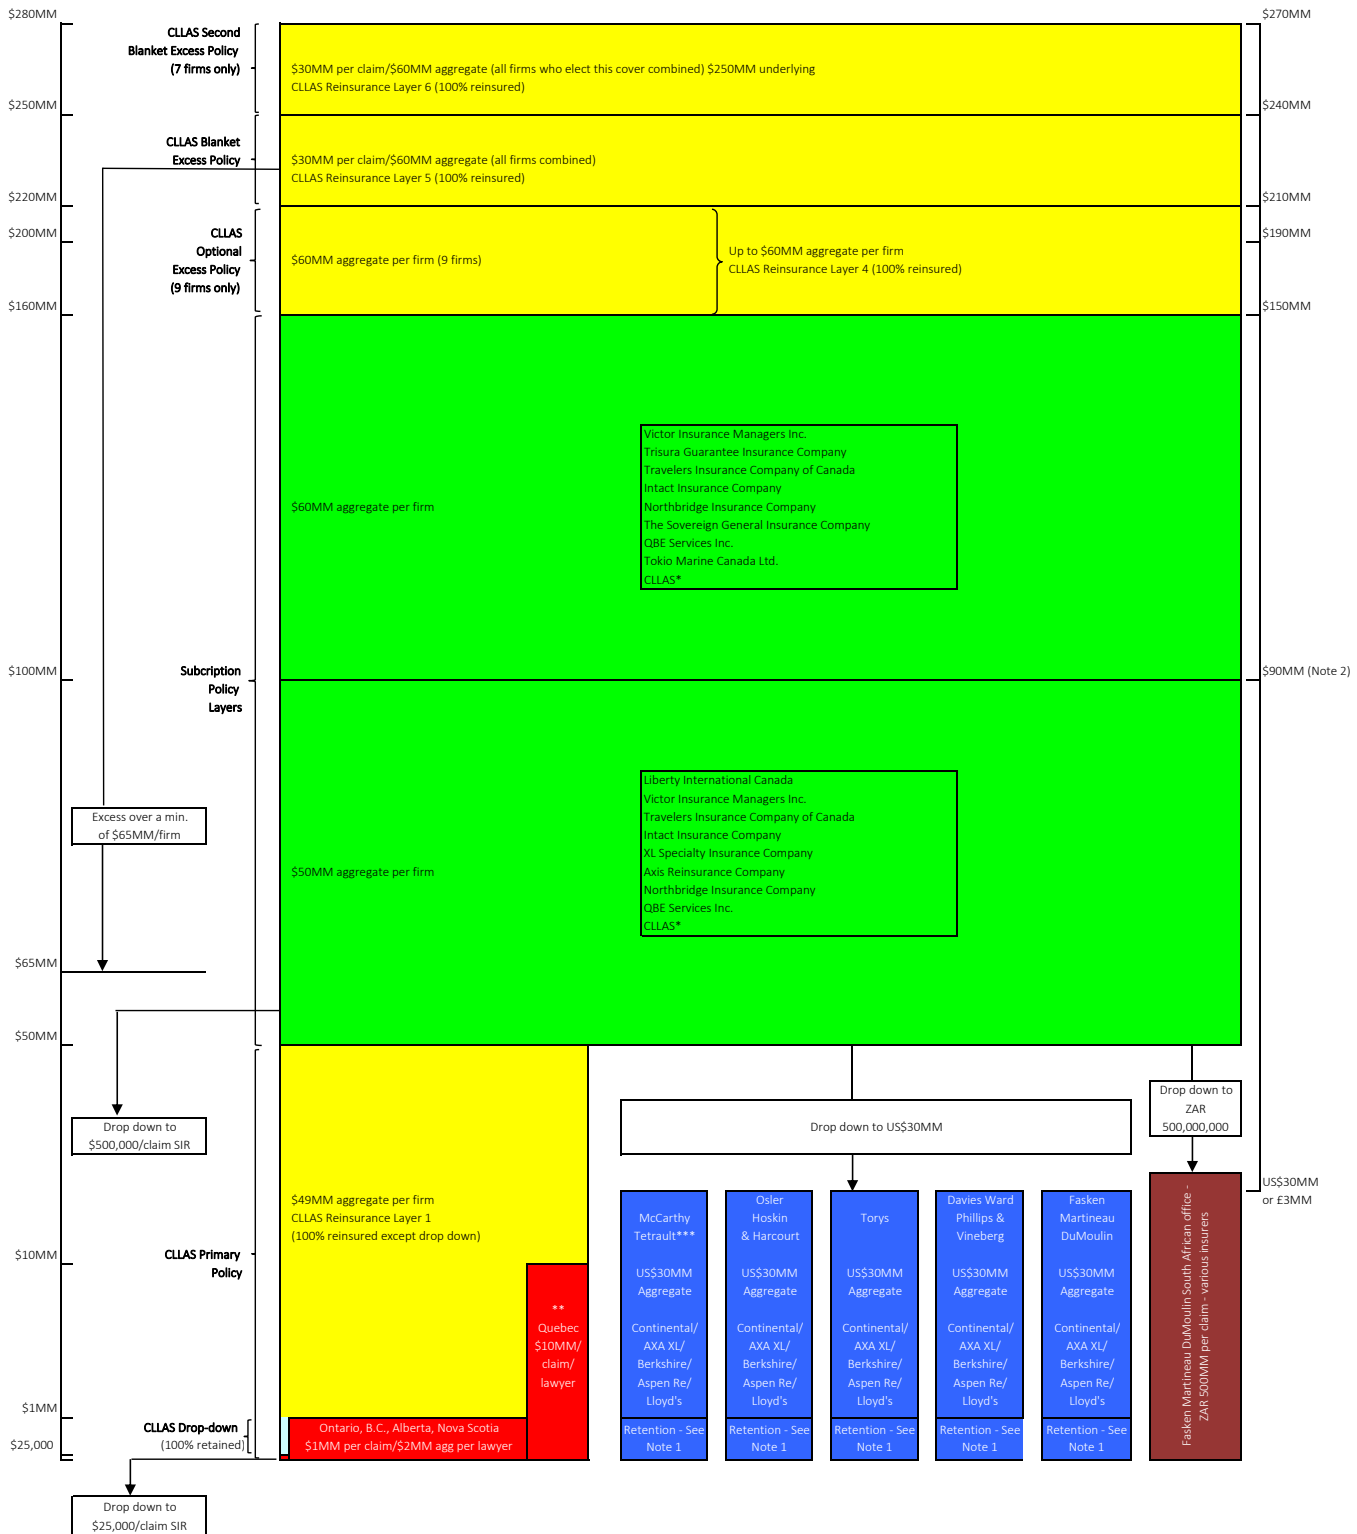 $280MM
$270MM
CLLAS Second
Blanket Excess Policy
(7 firms only)
$30MM per claim/$60MM aggregate (all firms who elect this cover combined) $250MM underlying
CLLAS Reinsurance Layer 6 (100% reinsured)
$250MM
$240MM
CLLAS Blanket
Excess Policy
$30MM per claim/$60MM aggregate (all firms combined)
CLLAS Reinsurance Layer 5 (100% reinsured)
$220MM
$210MM
$200MM
$190MM
CLLAS
Optional
Excess Policy
(9 firms only)
$60MM aggregate per firm (9 firms)
Up to $60MM aggregate per firm
CLLAS Reinsurance Layer 4 (100% reinsured)
$160MM
$150MM
Victor Insurance Managers Inc.
Trisura Guarantee Insurance Company
Travelers Insurance Company of Canada
Intact Insurance Company
Northbridge Insurance Company
The Sovereign General Insurance Company
QBE Services Inc.
Tokio Marine Canada Ltd.
CLLAS*
$60MM aggregate per firm
$100MM
Subcription
Policy
Layers
$90MM (Note 2)
Liberty International Canada
Victor Insurance Managers Inc.
Travelers Insurance Company of Canada
Intact Insurance Company
XL Specialty Insurance Company
Axis Reinsurance Company
Northbridge Insurance Company
QBE Services Inc.
CLLAS*
Excess over a min.
of $65MM/firm
$50MM aggregate per firm
$65MM
$50MM
Drop down to
$500,000/claim SIR
Drop down to US$30MM
Drop down to
ZAR
500,000,000
US$30MM
or £3MM
$49MM aggregate per firm
CLLAS Reinsurance Layer 1
(100% reinsured except drop down)
$10MM
CLLAS Primary
Policy
**
Quebec
$10MM/
claim/
lawyer
McCarthy
Tetrault***
US$30MM
Aggregate
Continental/
AXA XL/
Berkshire/
Aspen Re/
Lloyd's
Retention - See
Note 1
Osler
Hoskin
& Harcourt
US$30MM
Aggregate
Continental/
AXA XL/
Berkshire/
Aspen Re/
Lloyd's
Retention - See
Note 1
Torys
US$30MM
Aggregate
Continental/
AXA XL/
Berkshire/
Aspen Re/
Lloyd's
Retention - See
Note 1
Davies Ward
Phillips &
Vineberg
US$30MM
Aggregate
Continental/
AXA XL/
Berkshire/
Aspen Re/
Lloyd's
Retention - See
Note 1
Fasken
Martineau
DuMoulin
US$30MM
Aggregate
Continental/
AXA XL/
Berkshire/
Aspen Re/
Lloyd's
Retention - See
Note 1
Fasken Martineau DuMoulin South African office -
ZAR 500MM per claim - various insurers
$1MM
CLLAS Drop-down
(100% retained)
Ontario, B.C., Alberta, Nova Scotia
$1MM per claim/$2MM agg per lawyer
$25,000
Drop down to
$25,000/claim SIR